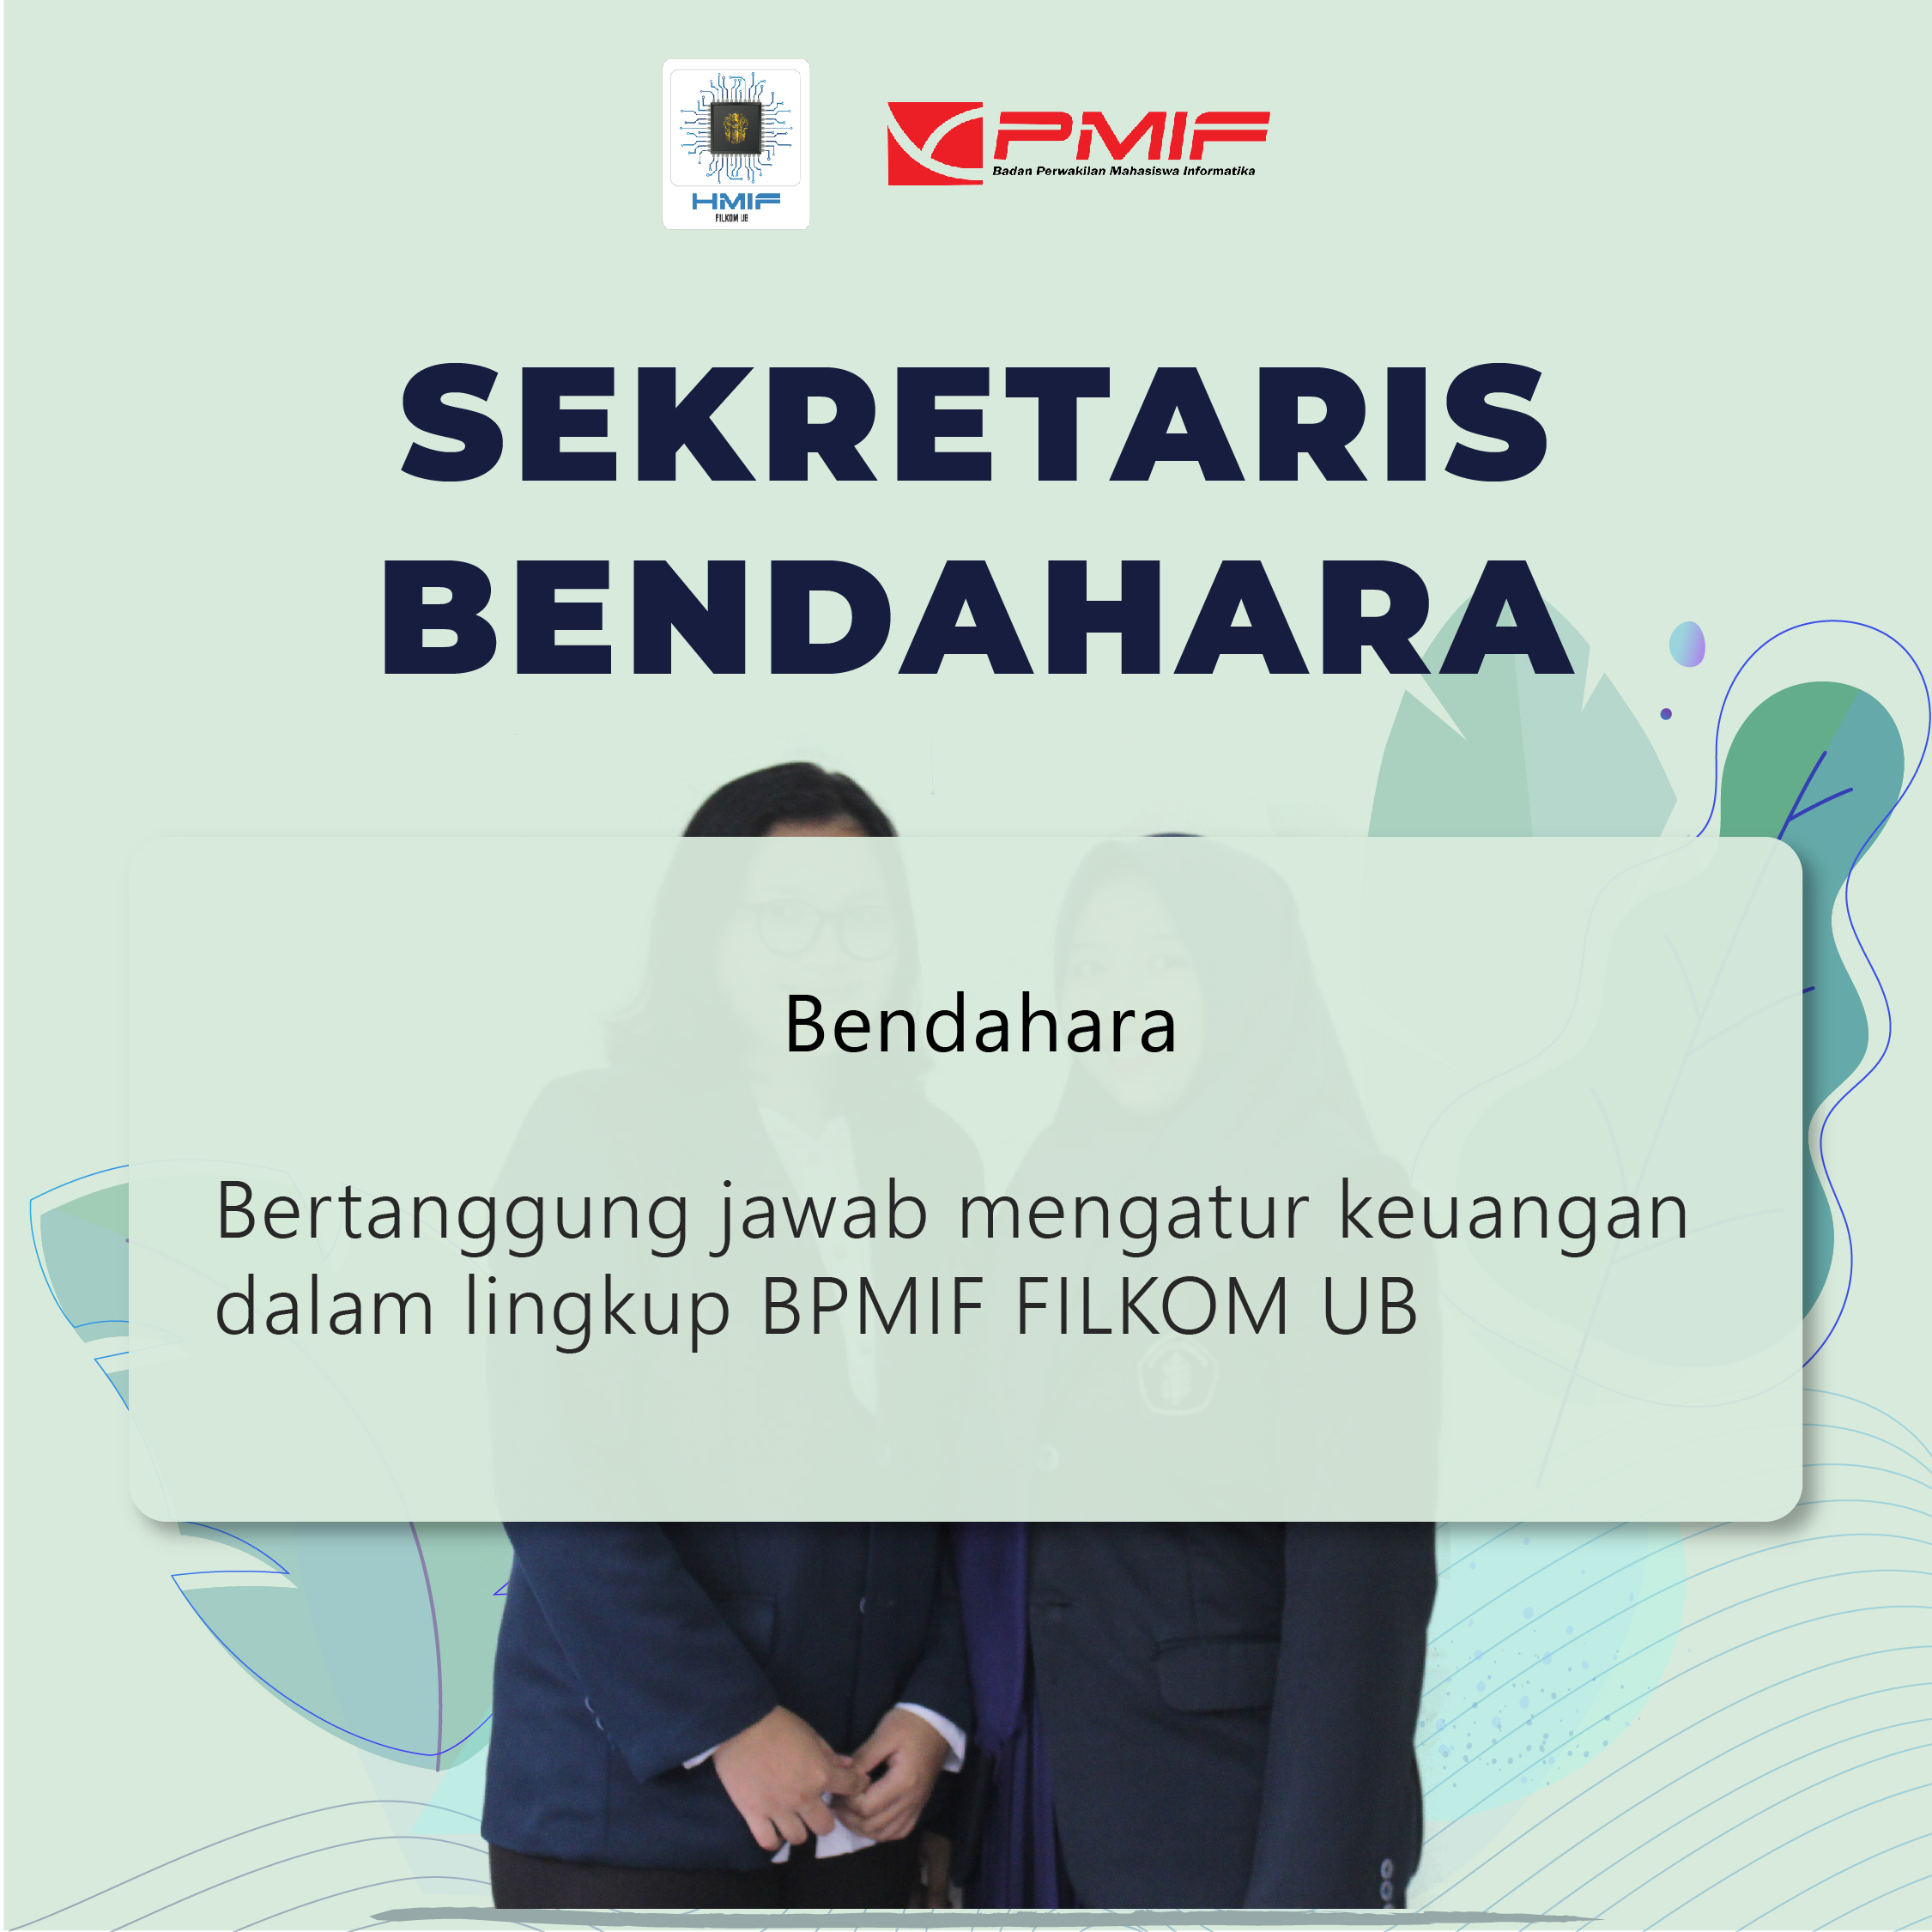 HMIF
FILKOM UB
PMIF
Badan Perwakilan Mahasiswa Informatika
SEKRETARIS
BENDAHARA
Bendahara
Bertanggung jawab mengatur keuangan
dalam lingkup BPMIF FILKOM UB